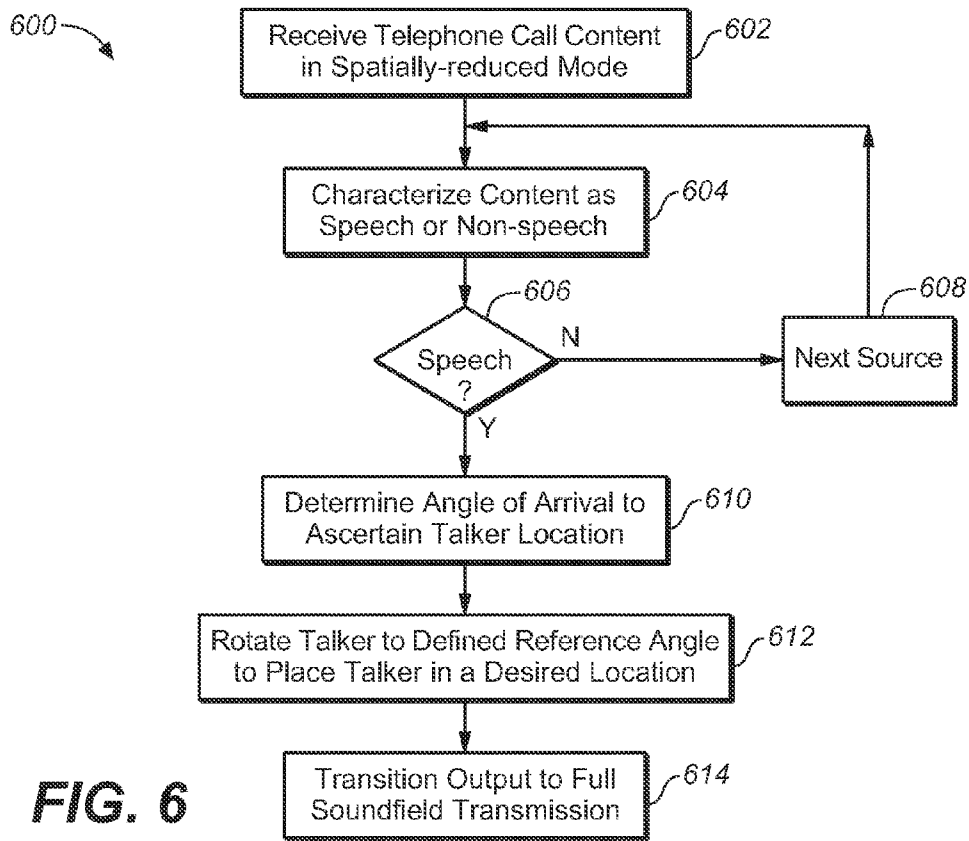 600
Receive Telephone Call Content
in Spatially-reduced Mode
602
Characterize Content as
Speech or Non-speech
604
606
Speech
?
N
Y
608
Next Source
Determine Angle of Arrival to
Ascertain Talker Location
610
Rotate Talker to Defined Reference Angle
to Place Talker in a Desired Location
612
Transition Output to Full
Soundfield Transmission
614
FIG. 6